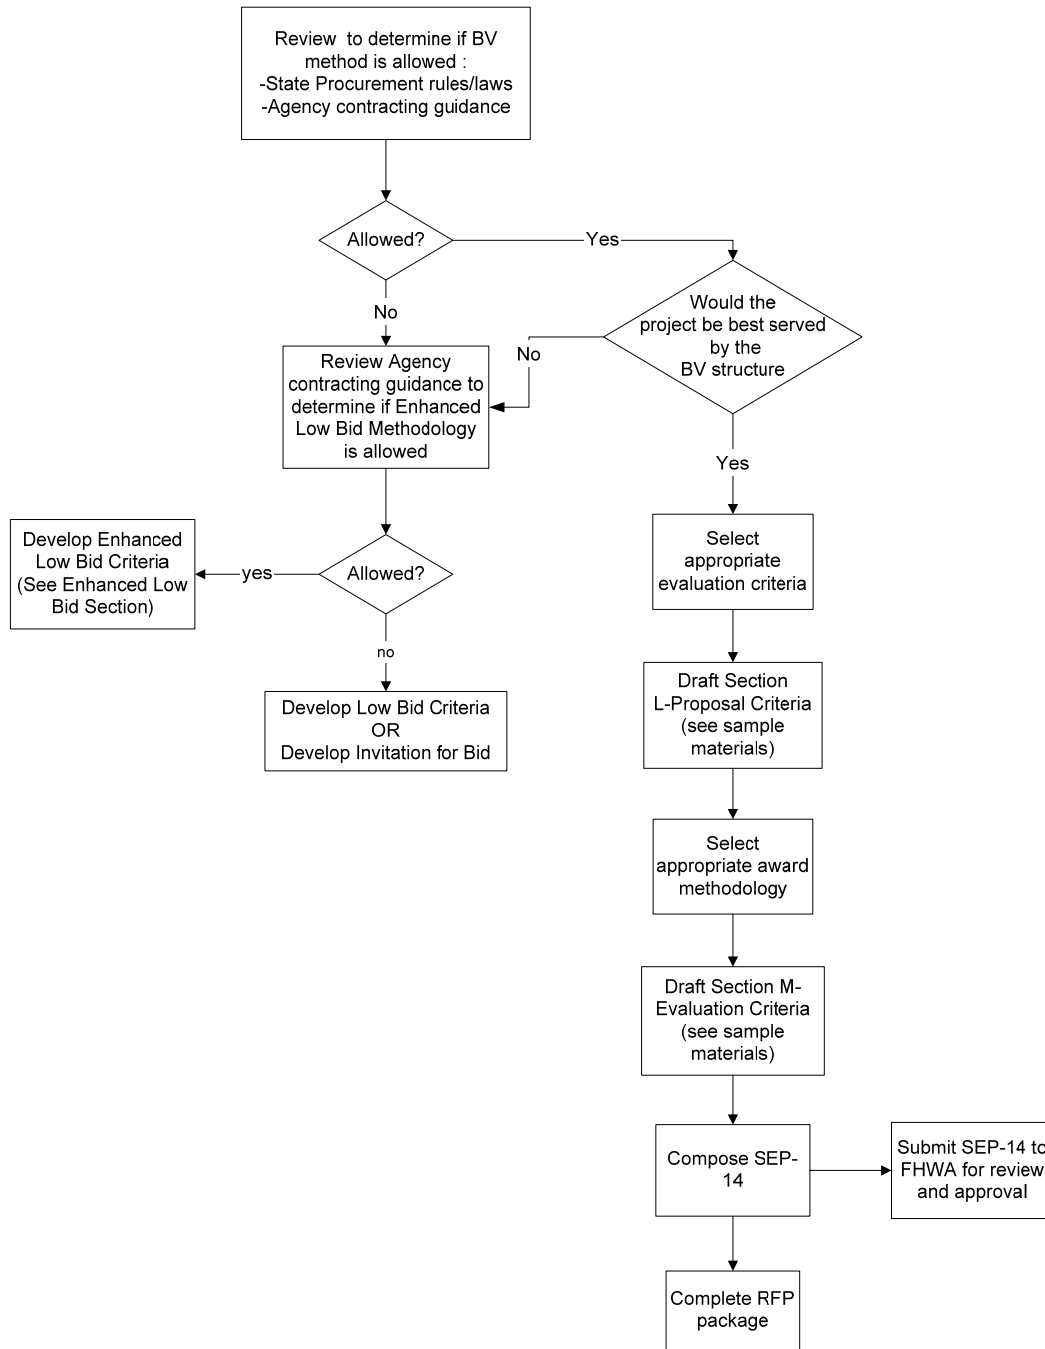 Review to determine if BV
method is allowed :
-State Procurement rules/laws
-Agency contracting guidance
Allowed?
Yes
No
Would the
project be best served
by the
BV structure
No
Review Agency
contracting guidance to
determine if Enhanced
Low Bid Methodology
is allowed
Yes
Select
appropriate
evaluation criteria
Develop Enhanced
Low Bid Criteria
(See Enhanced Low
Bid Section)
yes
Allowed?
no
Develop Low Bid Criteria
OR
Develop Invitation for Bid
Draft Section
L-Proposal Criteria
(see sample
materials)
Select
appropriate award
methodology
Draft Section M-
Evaluation Criteria
(see sample
materials)
Compose SEP-
14
Submit SEP-14 to
FHWA for review
and approval
Complete RFP
package